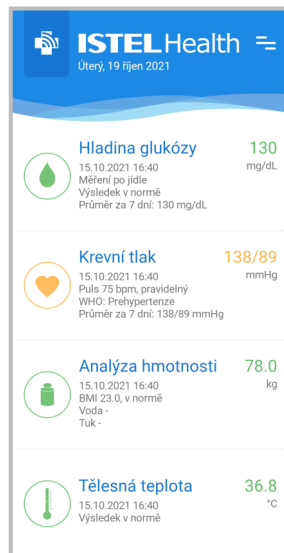 ISTELHealth
Úterý, 19 říjen 2021
Hladina glukózy 130
15.10.2021 16:40 mg/dL
Měření po jídle
Výsledek v normě
Průměr za 7 dní: 130 mg/dL
Krevní tlak 138/89
15.10.2021 16:40 mmHg
Puls 75 bpm, pravidelný
WHO: Prehypertenze
Průměr za 7 dní: 138/89 mmHg
Analýza hmotnosti 78.0
15.10.2021 16:40 kg
BMI 23.0, v normě
Voda -
Tuk -
Tělesná teplota 36.8
15.10.2021 16:40 °C
Výsledek v normě